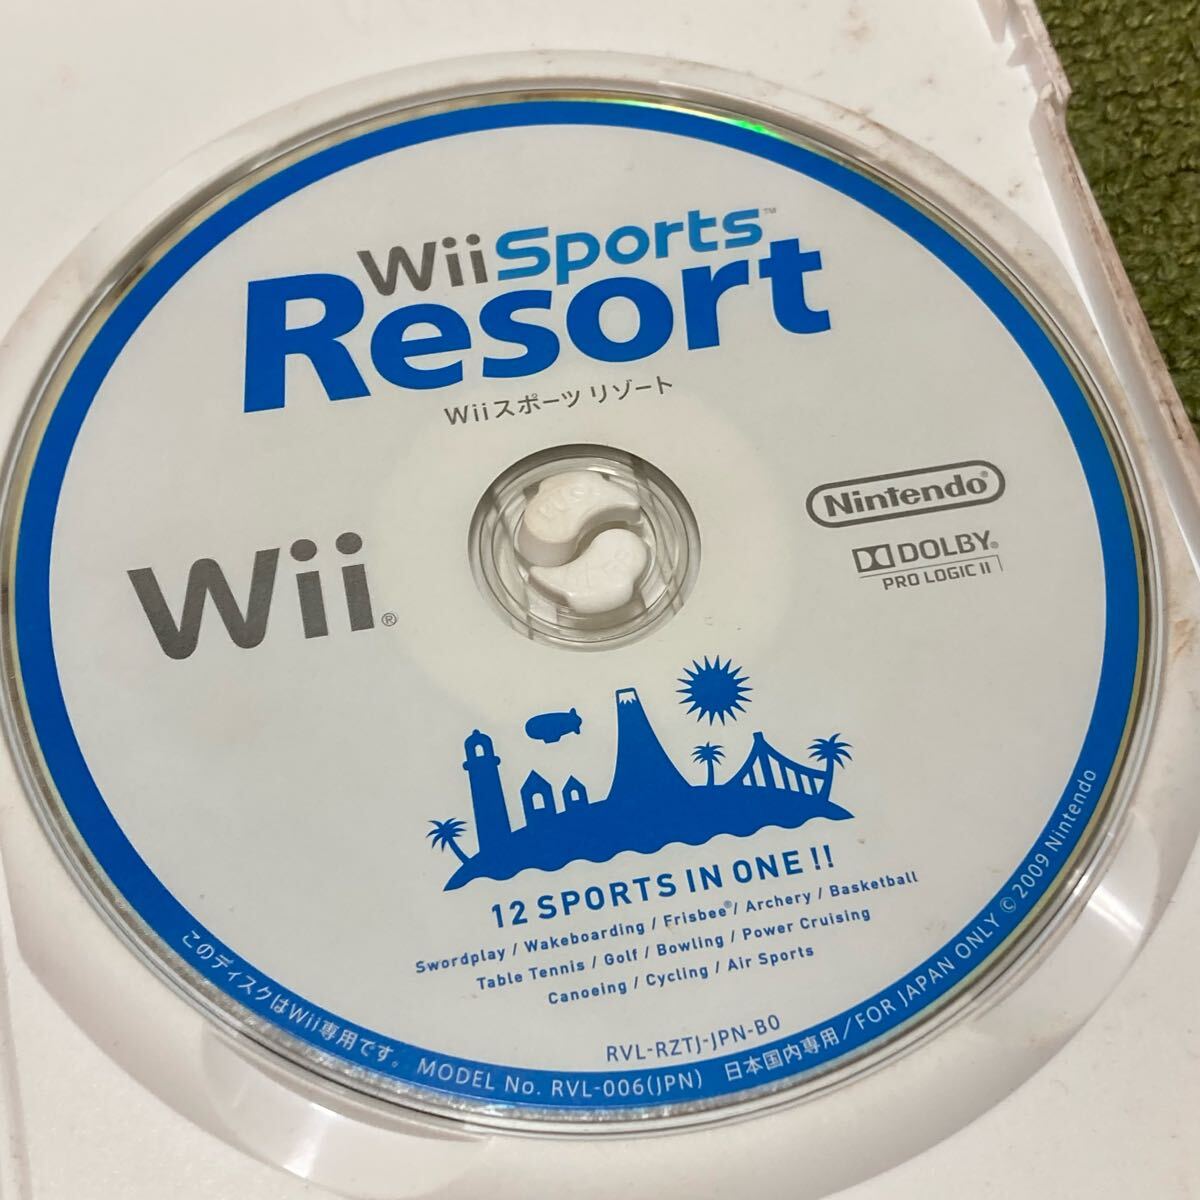 Wii Sports™
Resort
Wiiスポーツ リゾート
Nintendo®
DOLBY®
PRO LOGIC II
Wii®
12 SPORTS IN ONE !!
Swordplay / Wakeboarding / Frisbee® / Archery / Basketball
Table Tennis / Golf / Bowling / Power Cruising
Canoeing / Cycling / Air Sports
RVL-RZTJ-JPN-B0
このディスクはWii専用です。 MODEL No. RVL-006(JPN) 日本国内専用/FOR JAPAN ONLY © 2009 Nintendo